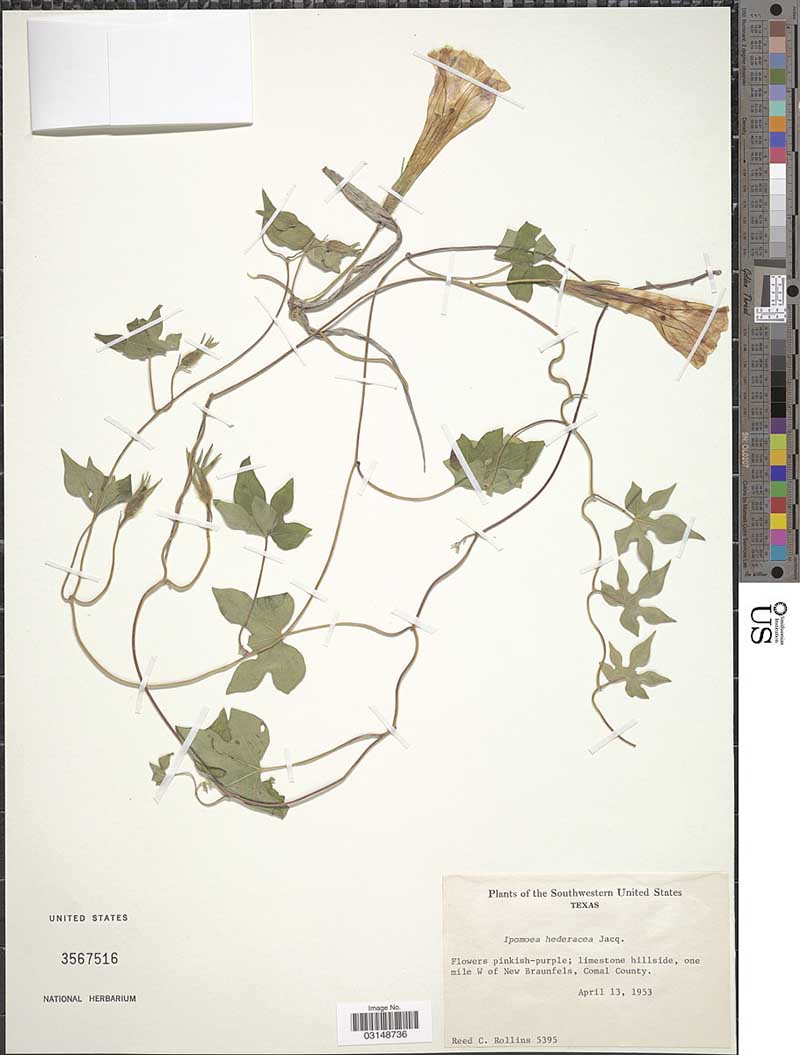 Plants of the Southwestern United States
TEXAS
Ipomoea hederacea Jacq.
Flowers pinkish-purple; limestone hillside, one
mile W of New Braunfels, Comal County.
April 13, 1953
Reed C. Rollins 5395
UNITED STATES
3567516
NATIONAL HERBARIUM
Image No.
03148736
Golden Thread
US
Smithsonian
Institution